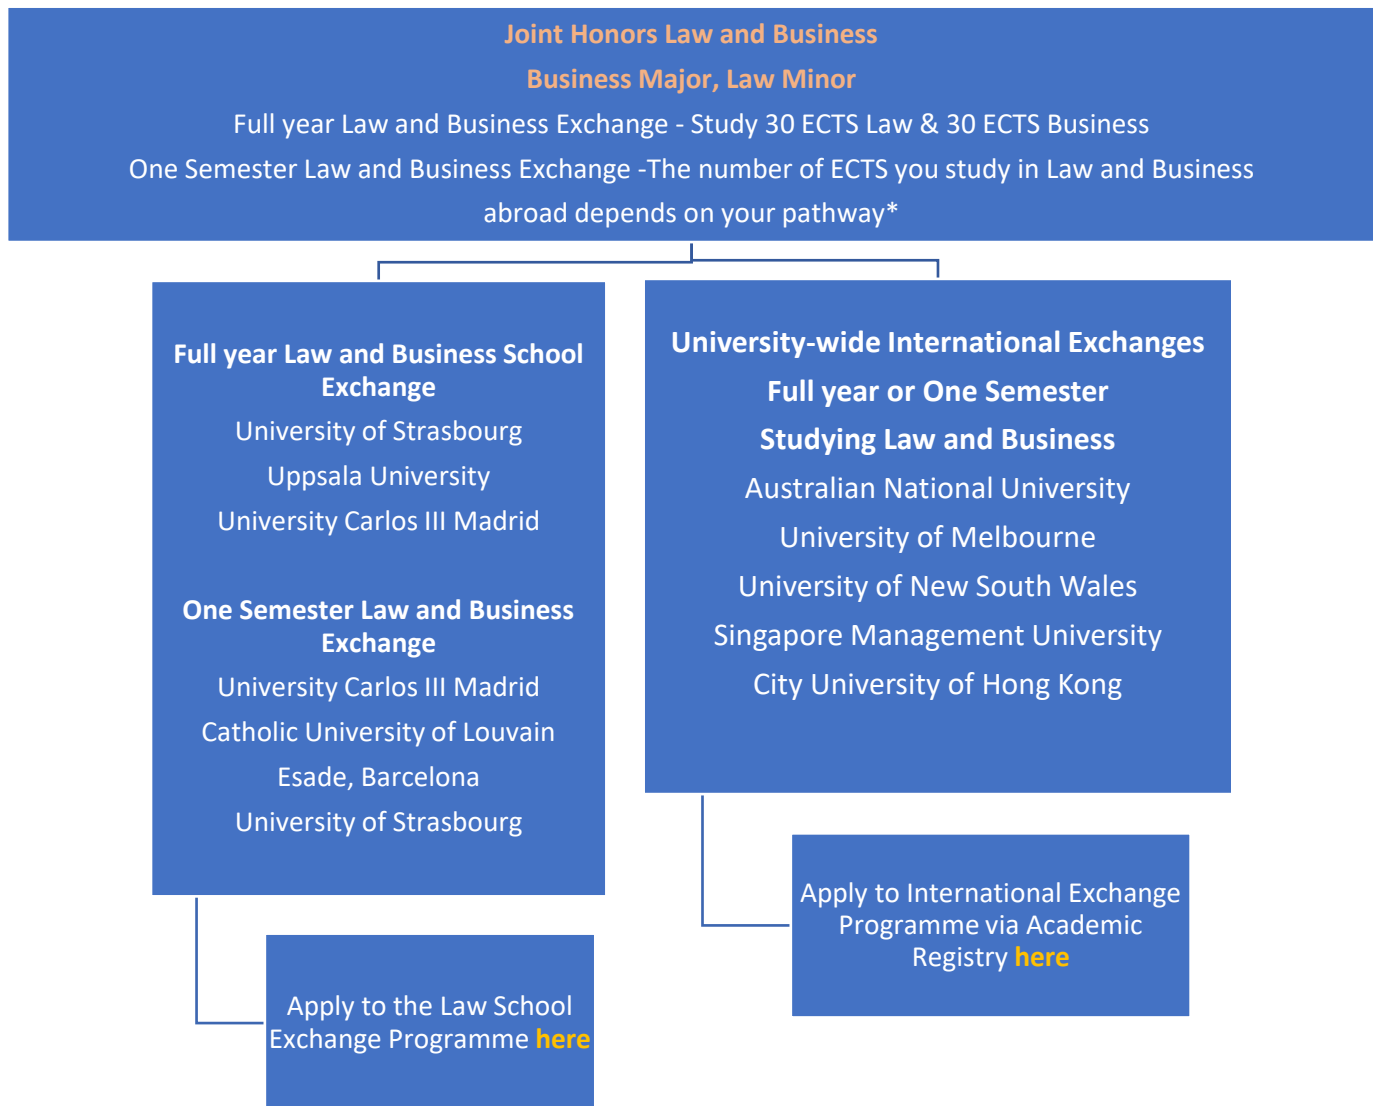 Joint Honors Law and Business
Business Major, Law Minor
Full year Law and Business Exchange - Study 30 ECTS Law & 30 ECTS Business
One Semester Law and Business Exchange -The number of ECTS you study in Law and Business
abroad depends on your pathway*
Full year Law and Business School
Exchange
University of Strasbourg
Uppsala University
University Carlos III Madrid
One Semester Law and Business
Exchange
University Carlos III Madrid
Catholic University of Louvain
Esade, Barcelona
University of Strasbourg
Apply to the Law School
Exchange Programme here
University-wide International Exchanges
Full year or One Semester
Studying Law and Business
Australian National University
University of Melbourne
University of New South Wales
Singapore Management University
City University of Hong Kong
Apply to International Exchange
Programme via Academic
Registry here